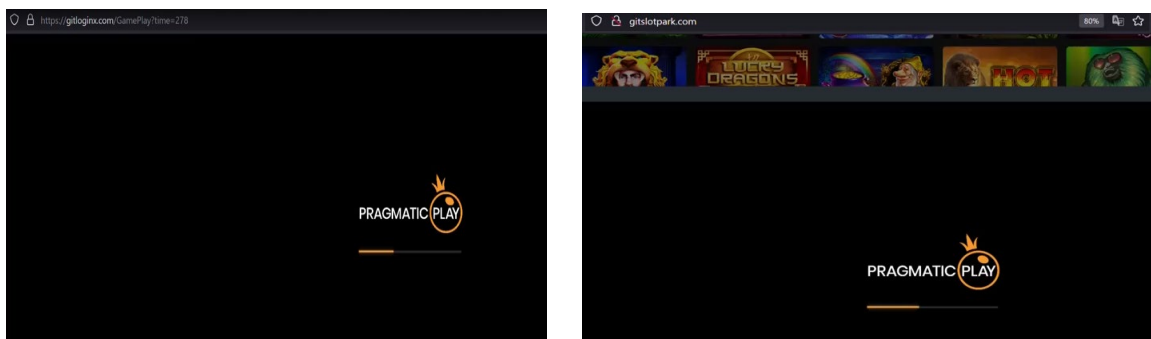 https://gitloginx.com/GamePlay?time=278
PRAGMATIC PLAY
gitslotpark.com
80%
LUCKY
DRAGONS
HOT
PRAGMATIC PLAY